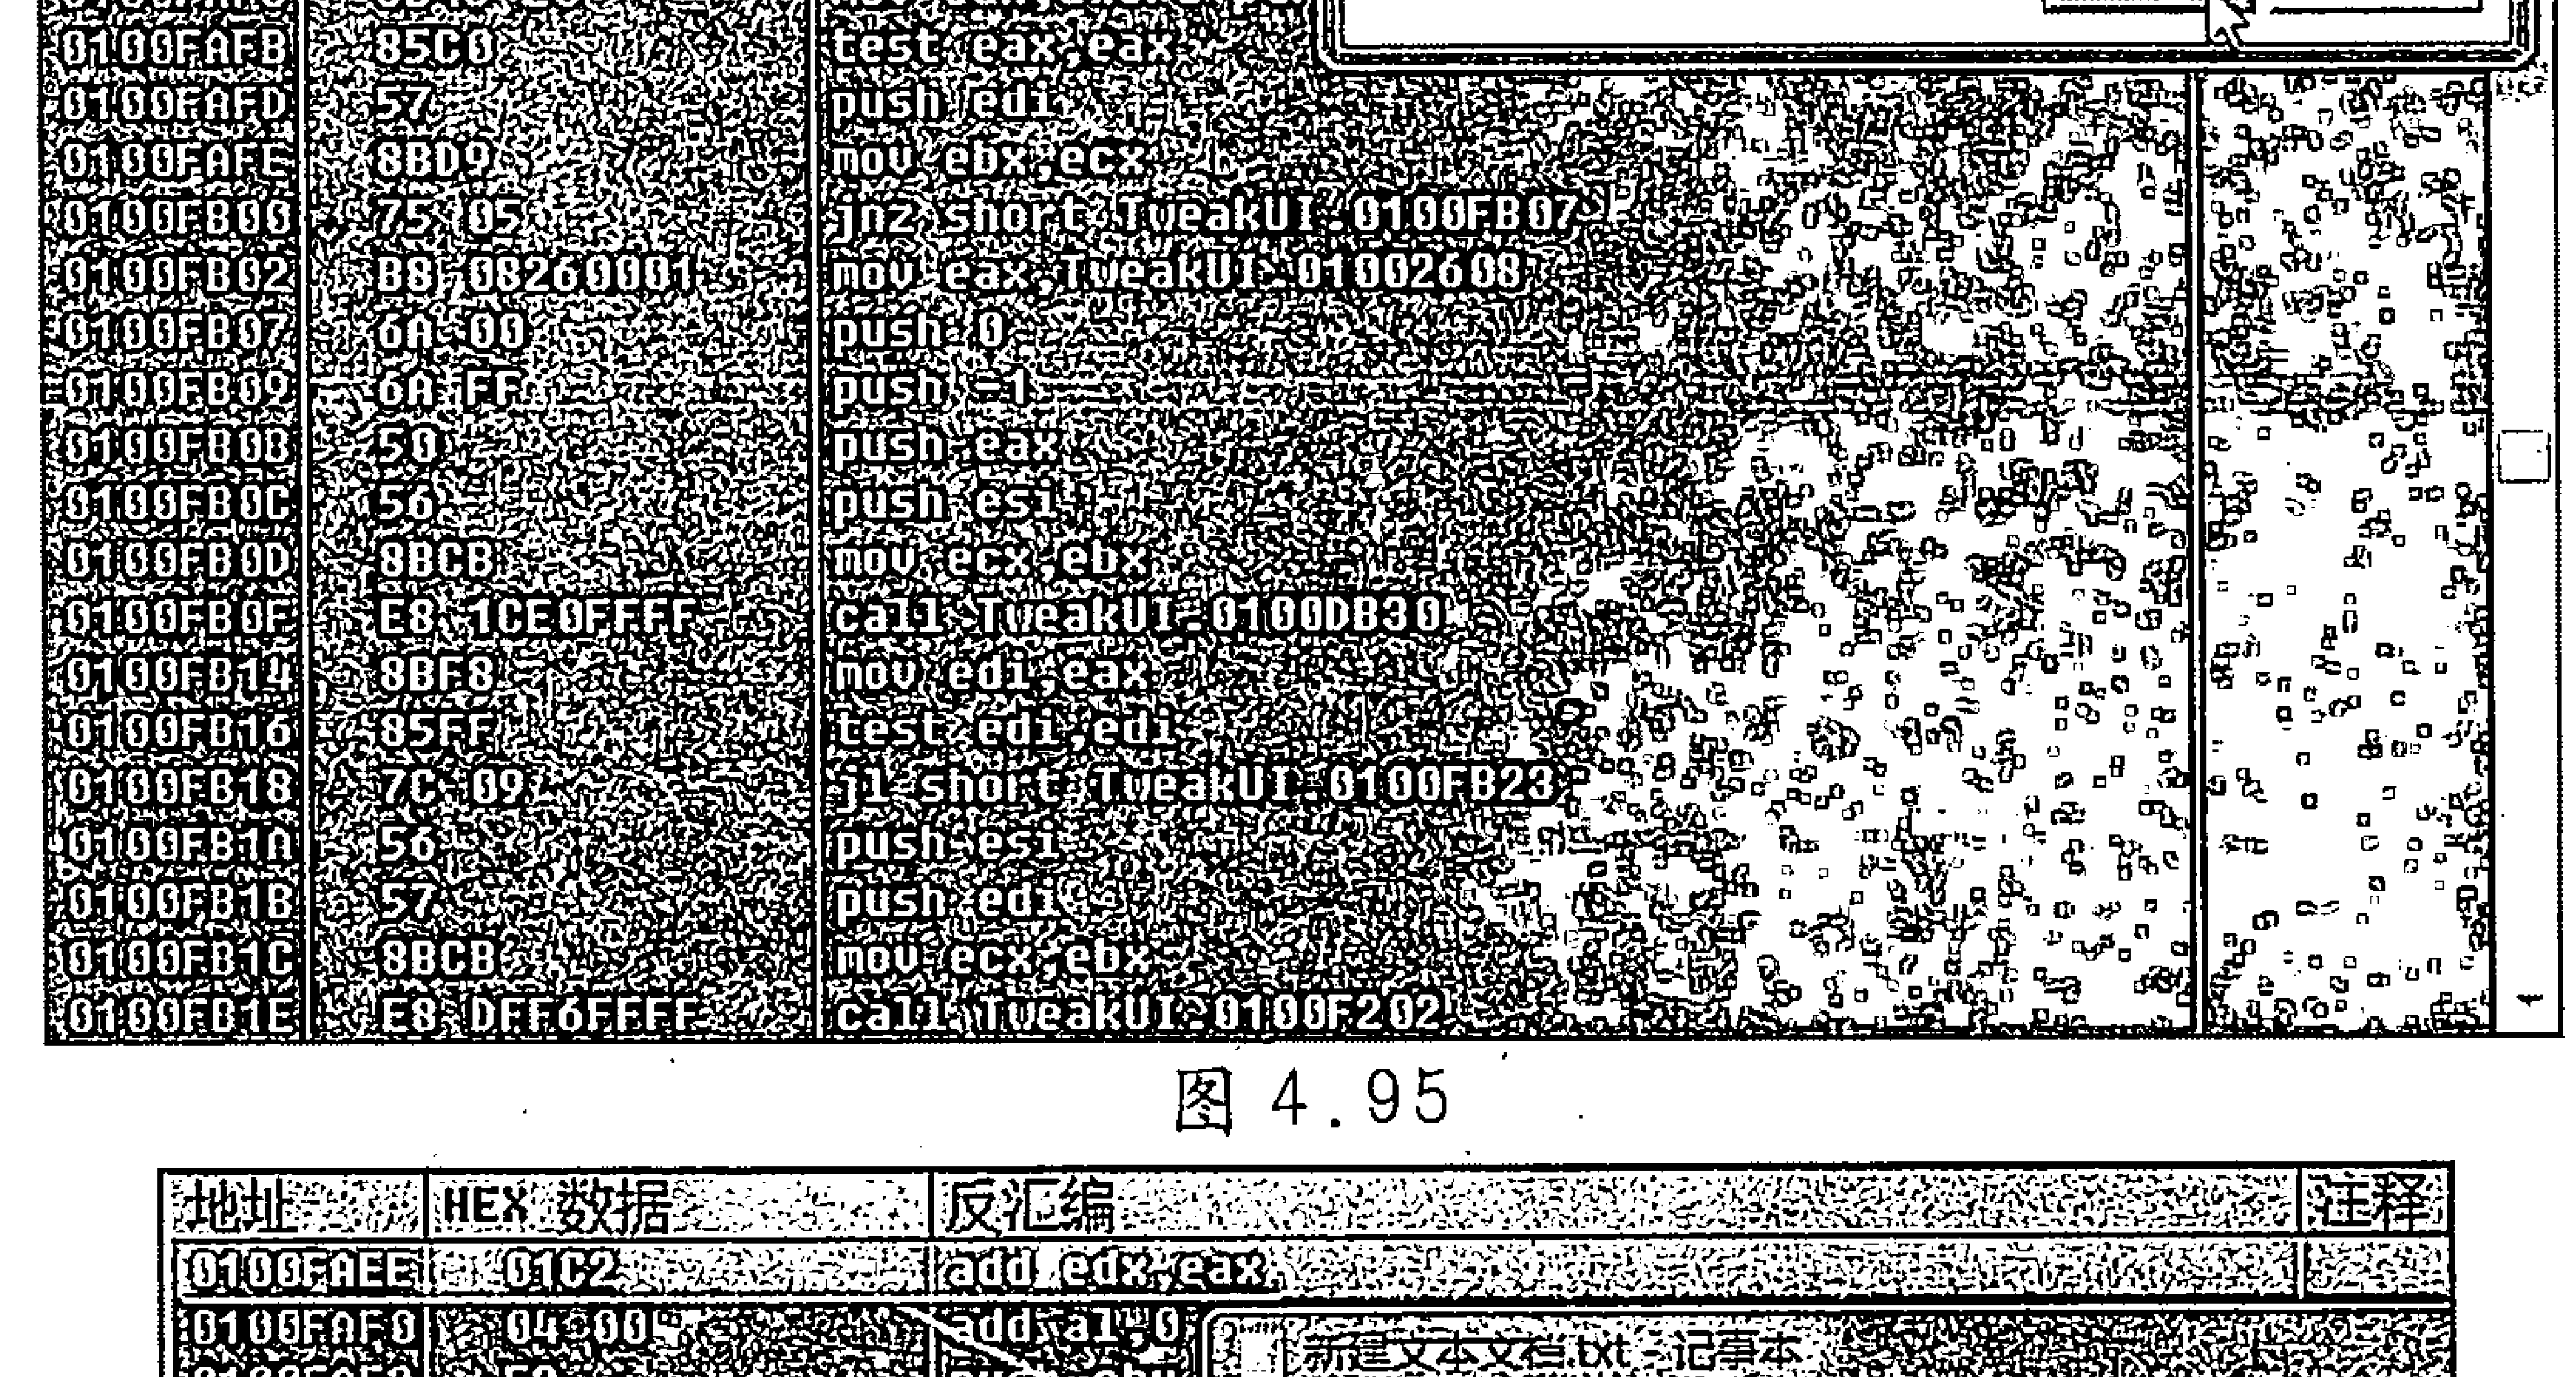 0100FAFB 85C0 test eax,eax
0100FAFD 57 push edi
0100FAFE 8BD9 mov ebx,ecx
0100FB00 75 05 jnz short TweakUI.0100FB07
0100FB02 B8 08260001 mov eax,TweakUI.01002608
0100FB07 6A 00 push 0
0100FB09 6A FF push -1
0100FB0B 50 push eax
0100FB0C 56 push esi
0100FB0D 8BCB mov ecx,ebx
0100FB0F E8 1CE0FFFF call TweakUI.0100DB30
0100FB14 8BF8 mov edi,eax
0100FB16 85FF test edi,edi
0100FB18 7C 09 jl short TweakUI.0100FB23
0100FB1A 56 push esi
0100FB1B 57 push edi
0100FB1C 8BCB mov ecx,ebx
0100FB1E E8 DFF6FFFF call TweakUI.0100F202
图 4.95
地址 HEX 数据 反汇编 注释
0100FAEE 01C2 add edx,eax
0100FAF0 04 00 add al,0
新建文本文档.txt - 记事本